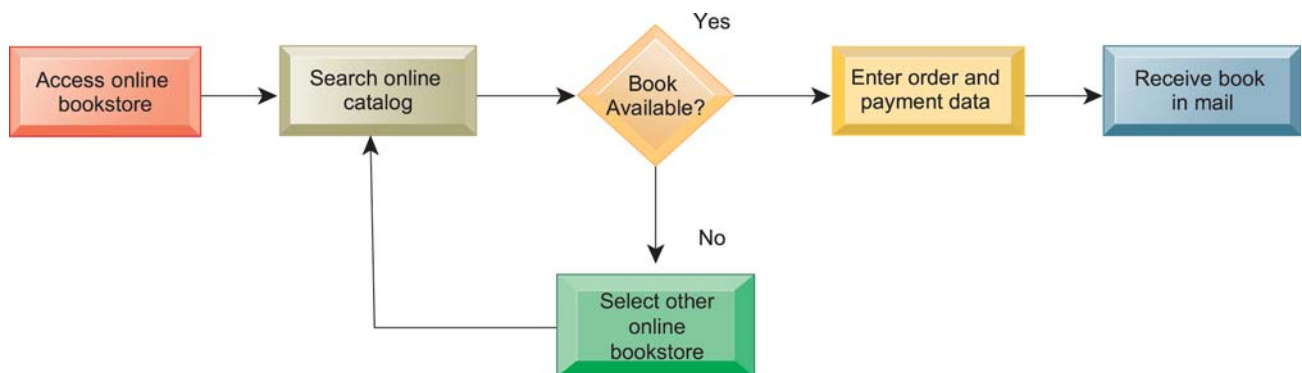 Access online
bookstore
Search online
catalog
Book
Available?
Yes
Enter order and
payment data
Receive book
in mail
No
Select other
online
bookstore